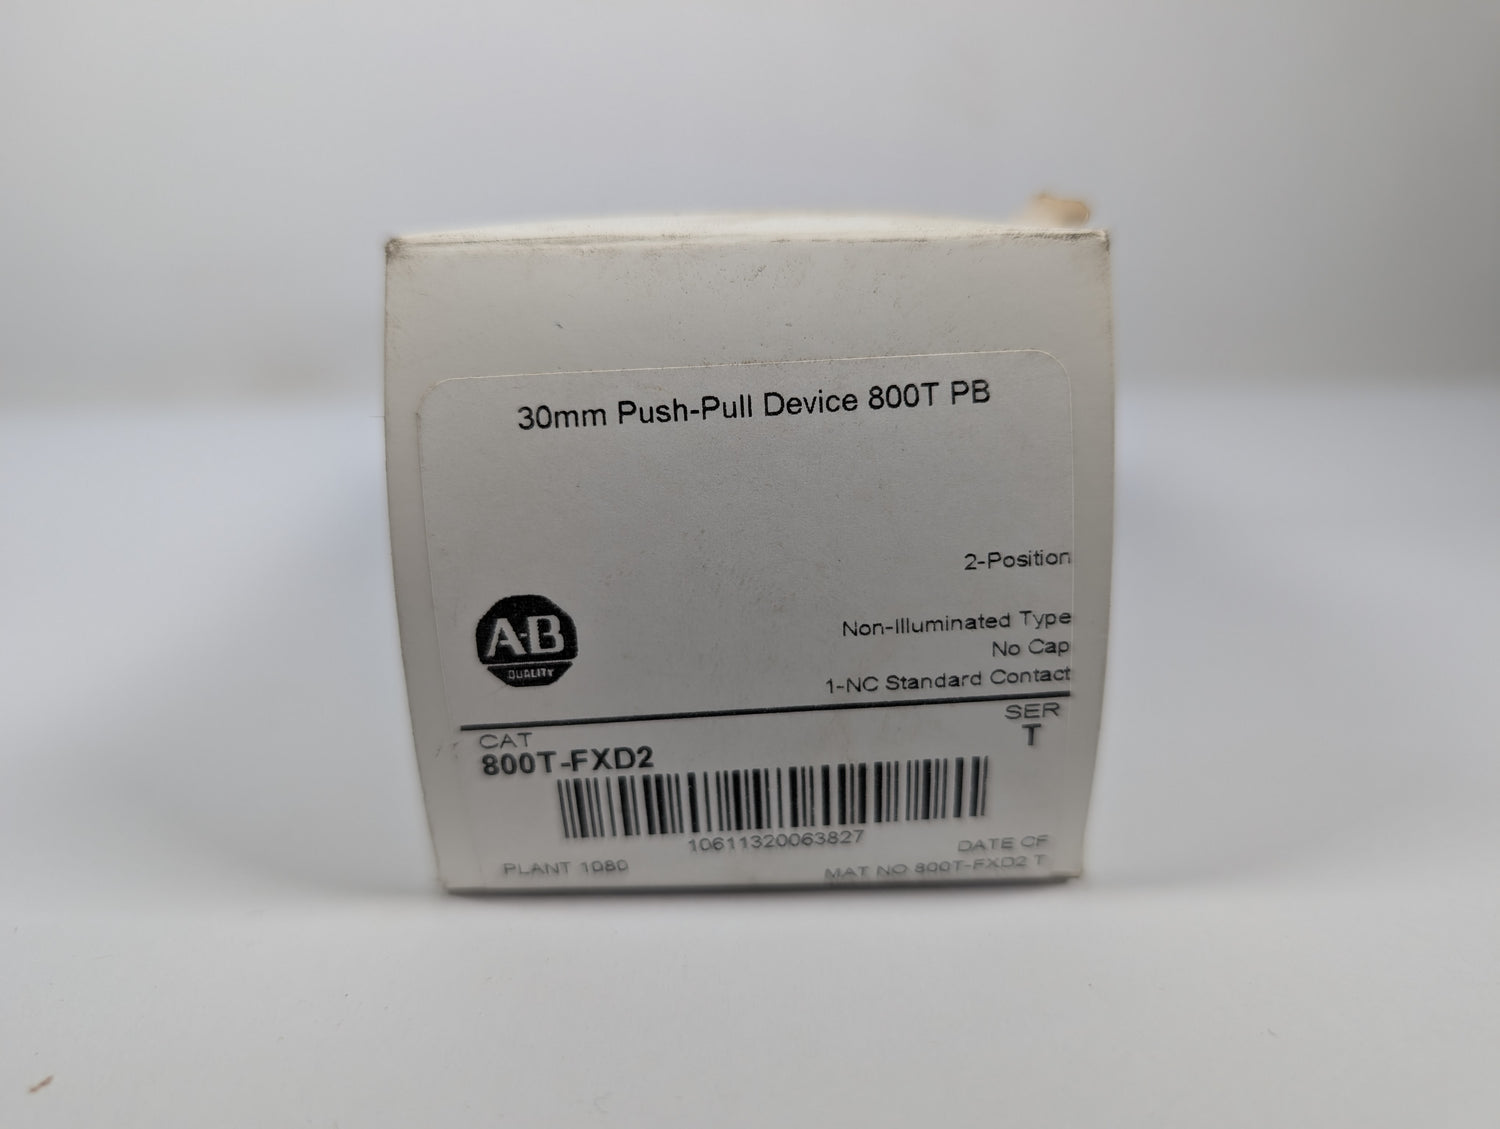 30mm Push-Pull Device 800T PB
2-Position
Non-Illuminated Type
No Cap
1-NC Standard Contact
A-B
QUALITY
CAT
800T-FXD2
SER
T
10611320063827
PLANT 1080
DATE OF
MAT NO 800T-FXD2 T